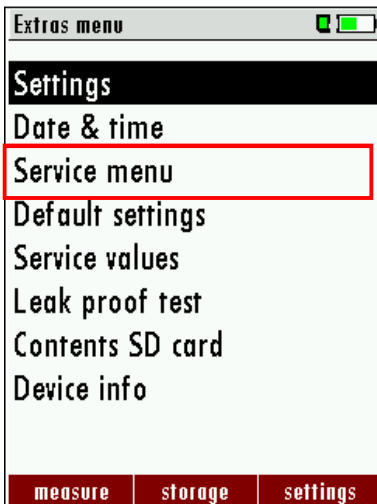 Extras menu
Settings
Date & time
Service menu
Default settings
Service values
Leak proof test
Contents SD card
Device info
measure storage settings